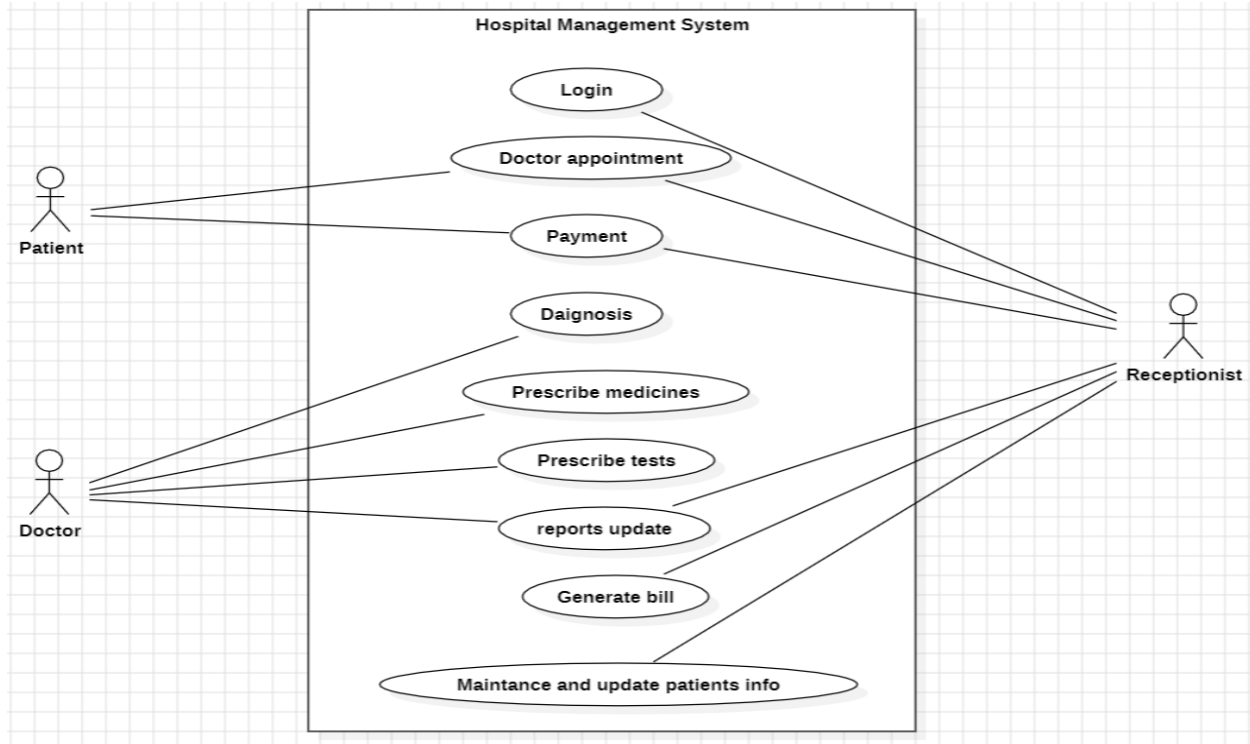 Hospital Management System
Login
Doctor appointment
Patient
Payment
Daignosis
Receptionist
Prescribe medicines
Prescribe tests
Doctor
reports update
Generate bill
Maintance and update patients info